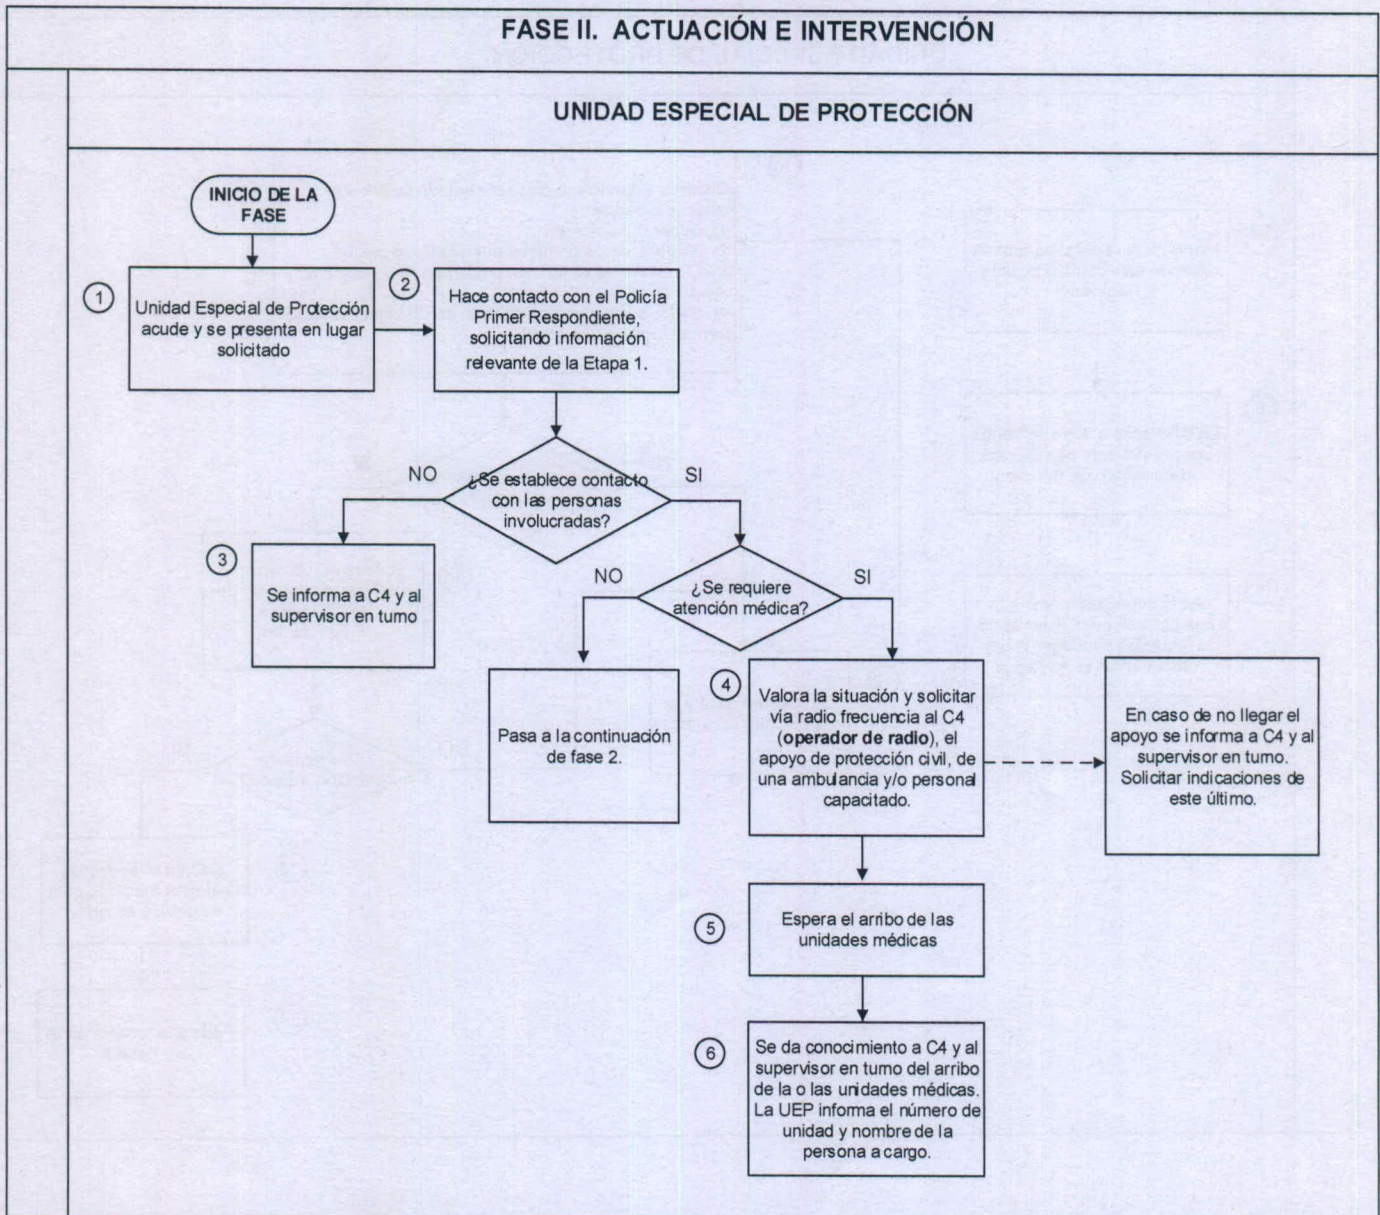 FASE II. ACTUACIÓN E INTERVENCIÓN
UNIDAD ESPECIAL DE PROTECCIÓN
INICIO DE LA
FASE
1
Unidad Especial de Protección
acude y se presenta en lugar
solicitado
2
Hace contacto con el Policía
Primer Respondiente,
solicitando información
relevante de la Etapa 1.
¿Se establece contacto
con las personas
involucradas?
NO
SI
3
Se informa a C4 y al
supervisor en turno
¿Se requiere
atención médica?
NO
SI
Pasa a la continuación
de fase 2.
4
Valora la situación y solicitar
vía radio frecuencia al C4
(operador de radio), el
apoyo de protección civil, de
una ambulancia y/o personal
capacitado.
En caso de no llegar el
apoyo se informa a C4 y al
supervisor en turno.
Solicitar indicaciones de
este último.
5
Espera el arribo de las
unidades médicas
6
Se da conocimiento a C4 y al
supervisor en turno del arribo
de la o las unidades médicas.
La UEP informa el número de
unidad y nombre de la
persona a cargo.